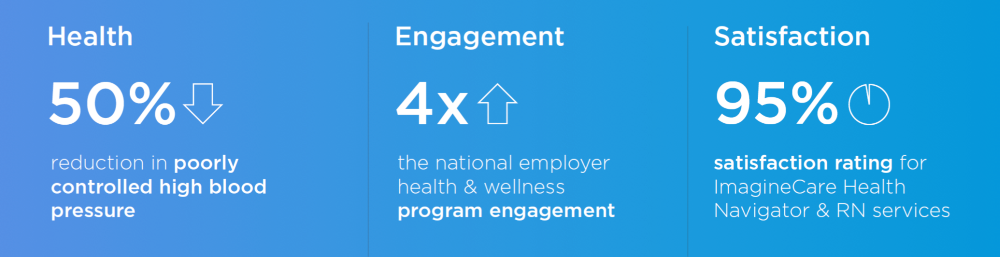 Health
50%
reduction in poorly
controlled high blood
pressure
Engagement
4x
the national employer
health & wellness
program engagement
Satisfaction
95%
satisfaction rating for
ImagineCare Health
Navigator & RN services